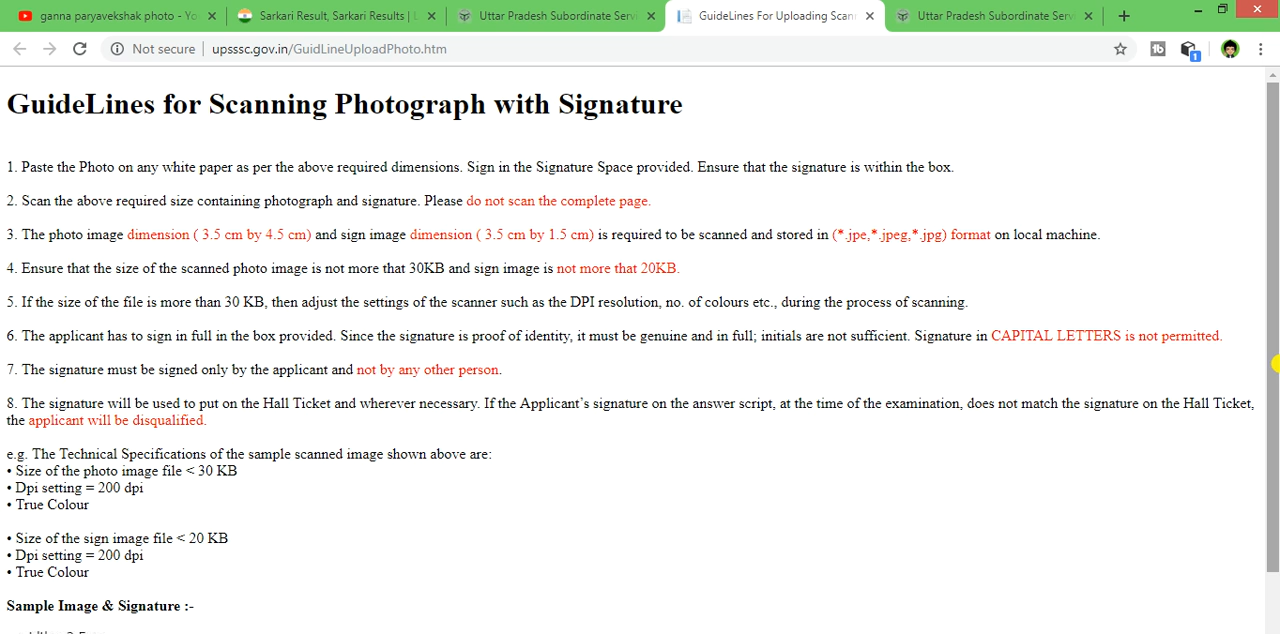 ganna paryavekshak photo - Yo
Sarkari Result, Sarkari Results | L
Uttar Pradesh Subordinate Serv
GuideLines For Uploading Scan
Uttar Pradesh Subordinate Serv
Not secure | upsssc.gov.in/GuidLineUploadPhoto.htm
1
GuideLines for Scanning Photograph with Signature
1. Paste the Photo on any white paper as per the above required dimensions. Sign in the Signature Space provided. Ensure that the signature is within the box.
2. Scan the above required size containing photograph and signature. Please do not scan the complete page.
3. The photo image dimension ( 3.5 cm by 4.5 cm) and sign image dimension ( 3.5 cm by 1.5 cm) is required to be scanned and stored in (*.jpe,*.jpeg,*.jpg) format on local machine.
4. Ensure that the size of the scanned photo image is not more that 30KB and sign image is not more that 20KB.
5. If the size of the file is more than 30 KB, then adjust the settings of the scanner such as the DPI resolution, no. of colours etc., during the process of scanning.
6. The applicant has to sign in full in the box provided. Since the signature is proof of identity, it must be genuine and in full; initials are not sufficient. Signature in CAPITAL LETTERS is not permitted.
7. The signature must be signed only by the applicant and not by any other person.
8. The signature will be used to put on the Hall Ticket and wherever necessary. If the Applicant’s signature on the answer script, at the time of the examination, does not match the signature on the Hall Ticket,
the applicant will be disqualified.
e.g. The Technical Specifications of the sample scanned image shown above are:
• Size of the photo image file < 30 KB
• Dpi setting = 200 dpi
• True Colour
• Size of the sign image file < 20 KB
• Dpi setting = 200 dpi
• True Colour
Sample Image & Signature :-